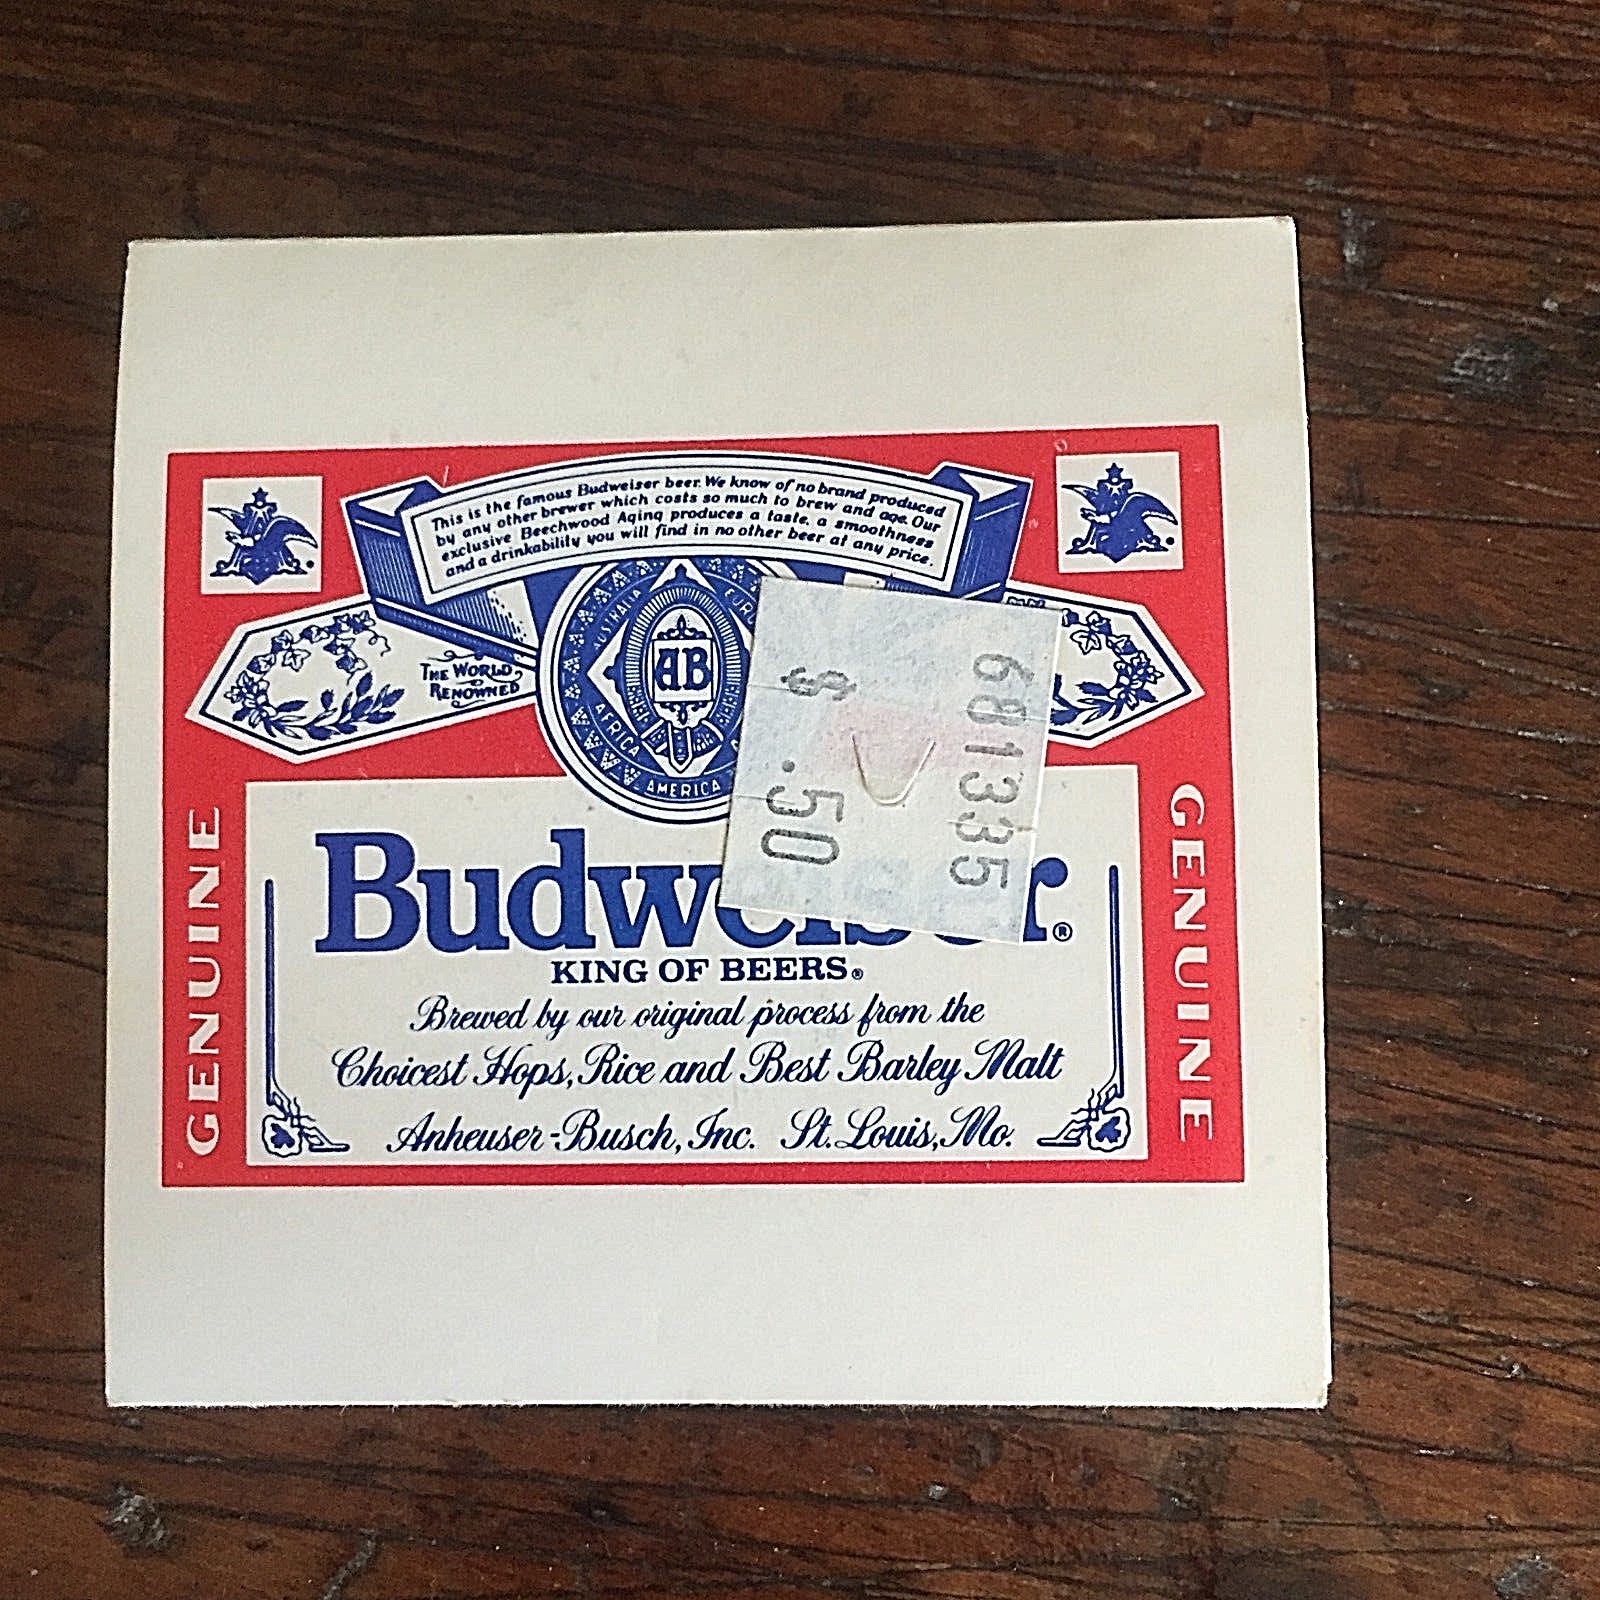 This is the famous Budweiser beer. We know of no brand produced
by any other brewer which costs so much to brew and age. Our
exclusive Beechwood Aging produces a taste, a smoothness
and a drinkability you will find in no other beer at any price.
THE WORLD
RENOWNED
AUSTRALIA
AFRICA
AMERICA
AB
681335
$ .50
GENUINE
GENUINE
Budweiser®
KING OF BEERS®
Brewed by our original process from the
Choicest Hops, Rice and Best Barley Malt
Anheuser-Busch, Inc. St. Louis, Mo.